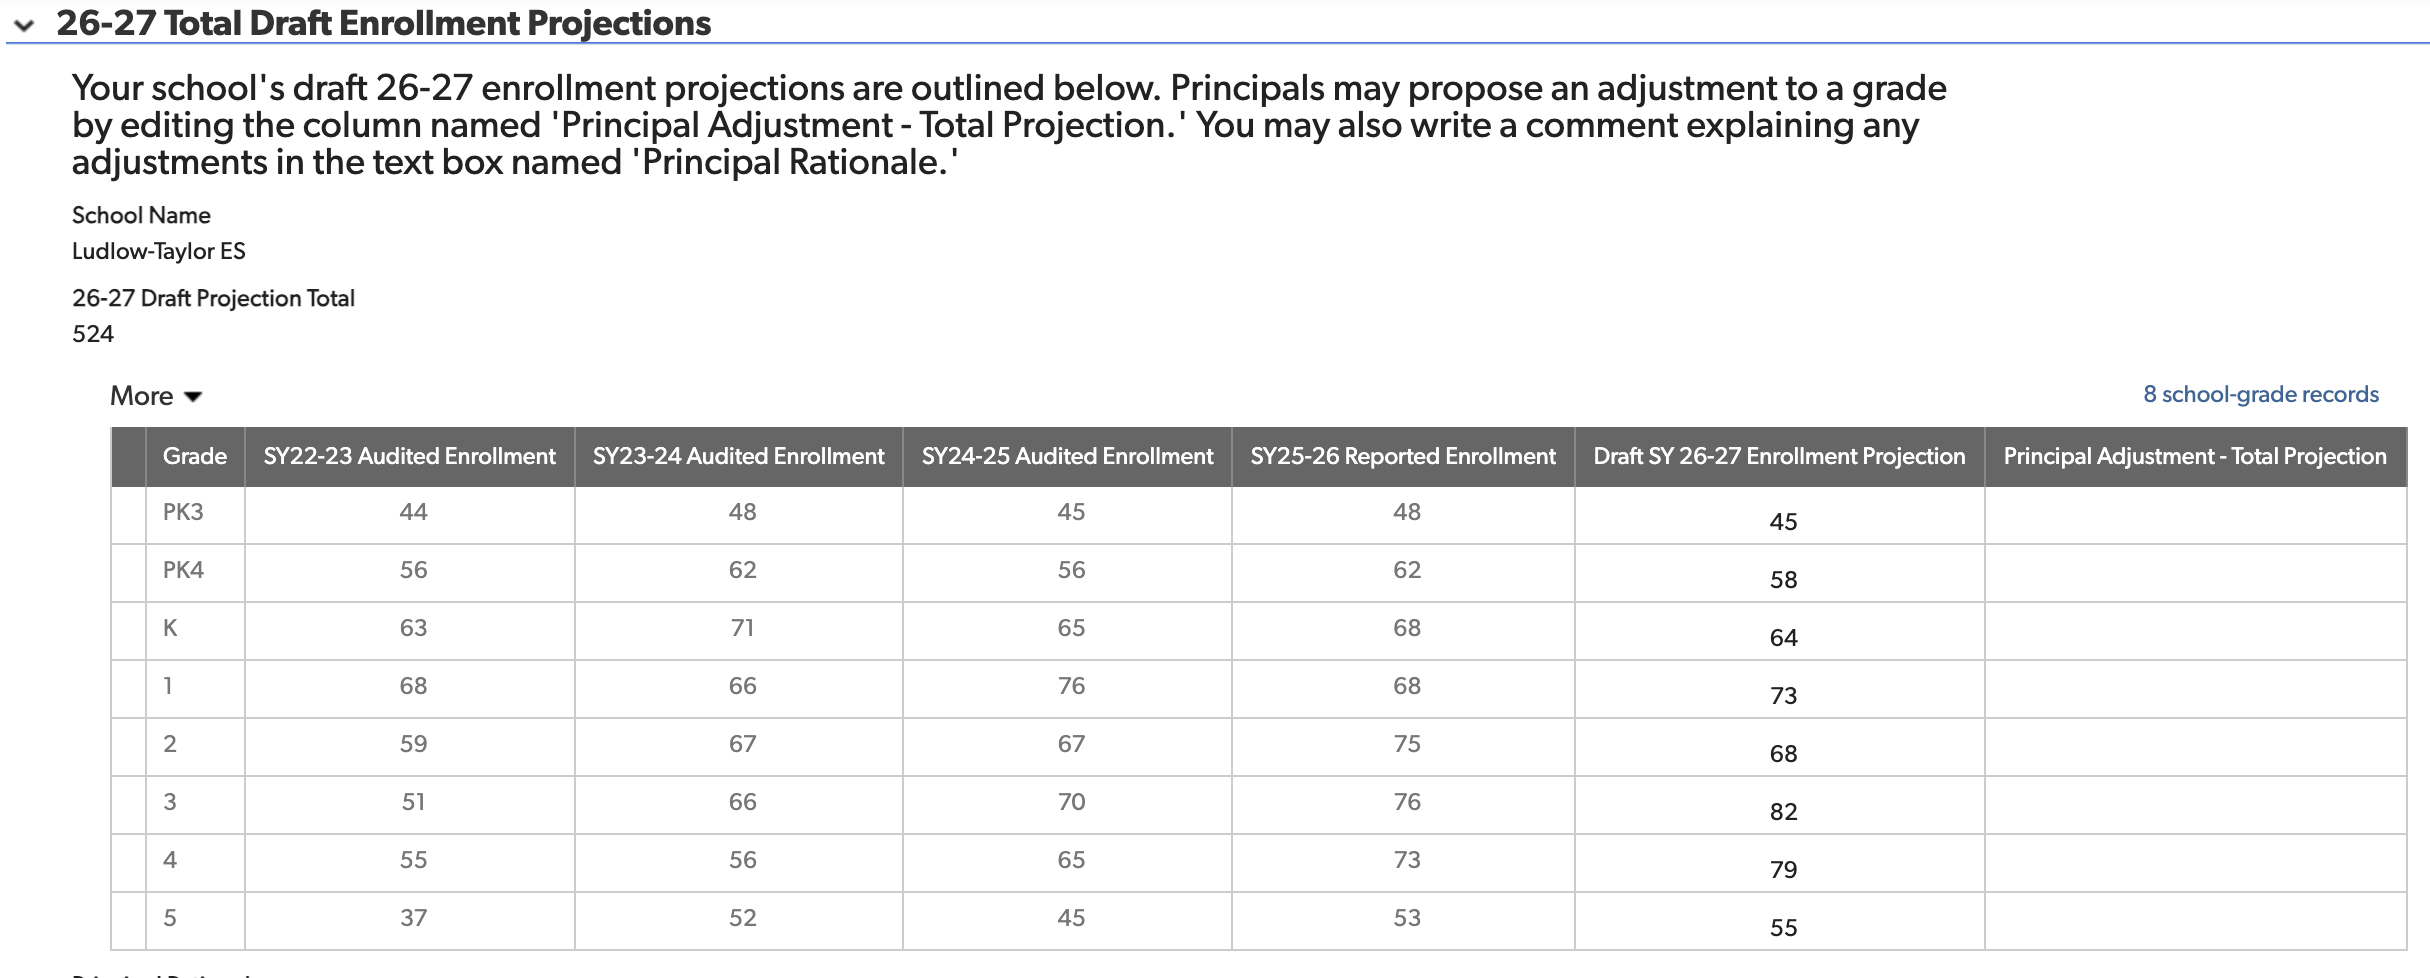 26-27 Total Draft Enrollment Projections
Your school's draft 26-27 enrollment projections are outlined below. Principals may propose an adjustment to a grade
by editing the column named 'Principal Adjustment - Total Projection.' You may also write a comment explaining any
adjustments in the text box named 'Principal Rationale.'
School Name
Ludlow-Taylor ES
26-27 Draft Projection Total
524
More
8 school-grade records
Grade SY22-23 Audited Enrollment SY23-24 Audited Enrollment SY24-25 Audited Enrollment SY25-26 Reported Enrollment Draft SY 26-27 Enrollment Projection Principal Adjustment - Total Projection
PK3 44 48 45 48 45
PK4 56 62 56 62 58
K 63 71 65 68 64
1 68 66 76 68 73
2 59 67 67 75 68
3 51 66 70 76 82
4 55 56 65 73 79
5 37 52 45 53 55